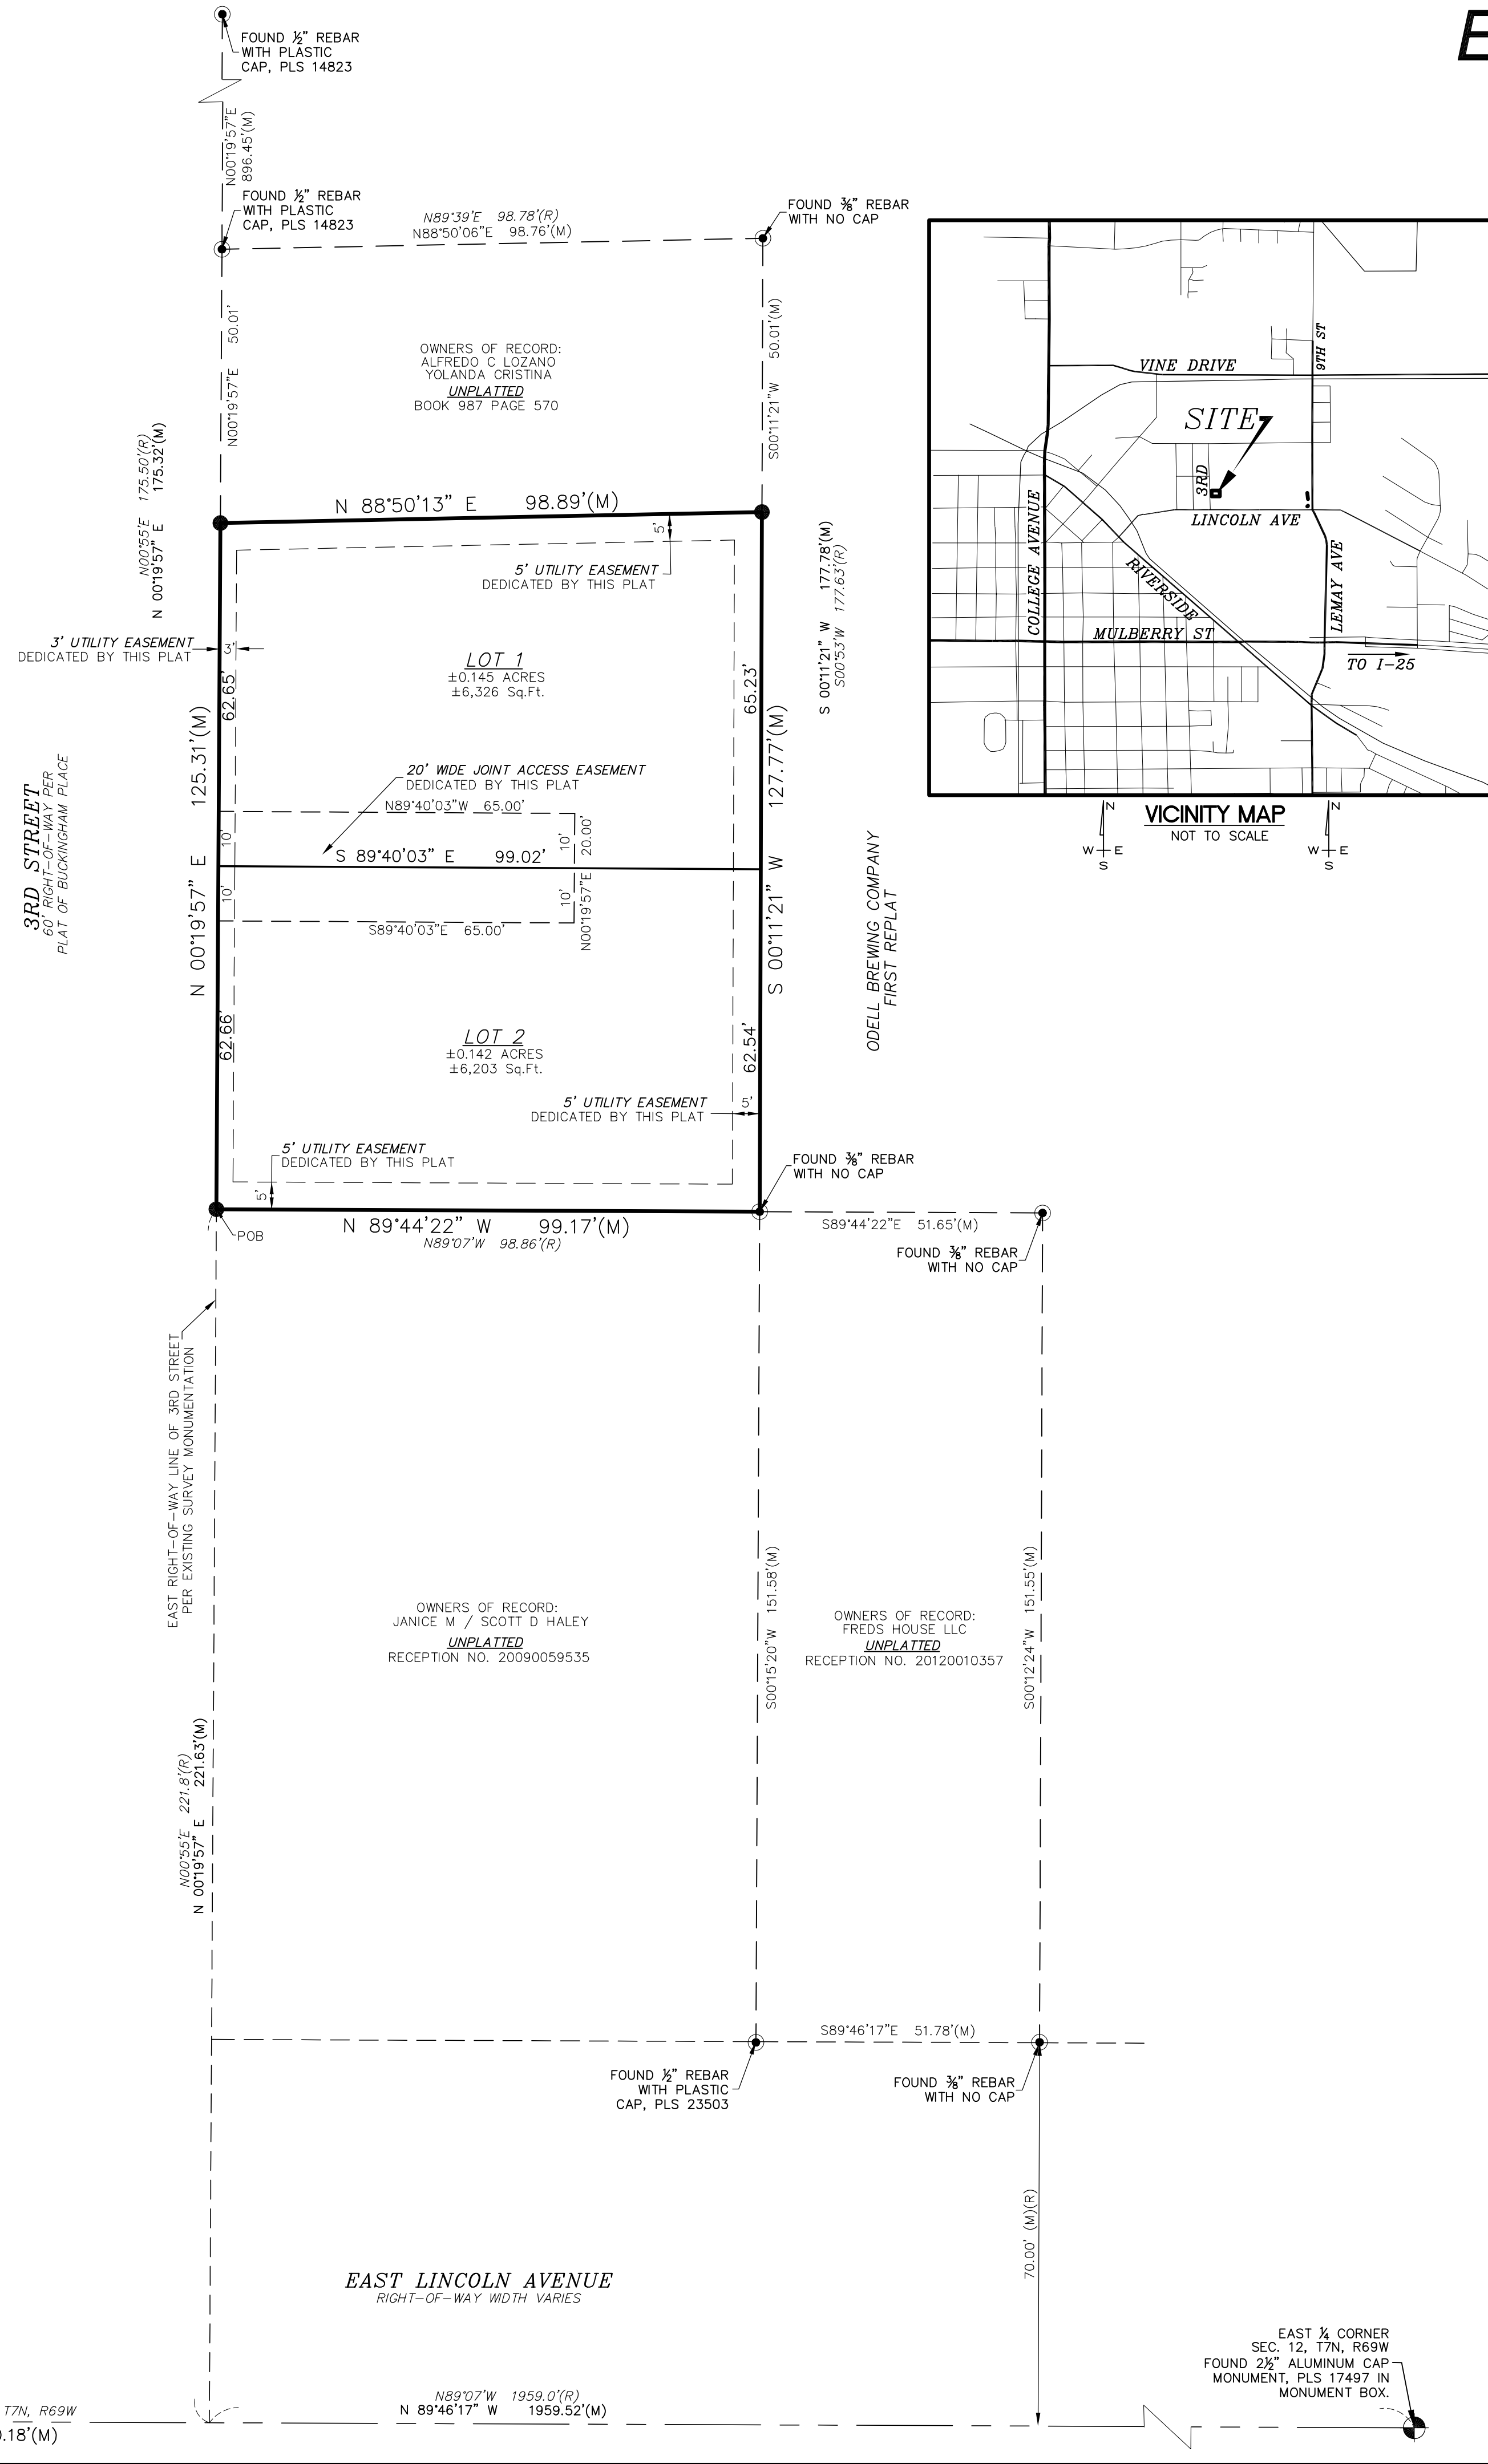 E
FOUND ½" REBAR
WITH PLASTIC
CAP, PLS 14823
N00°19'57"E
896.45'(M)
FOUND ½" REBAR
WITH PLASTIC
CAP, PLS 14823
N89°39'E 98.78'(R)
N88°50'06"E 98.76'(M)
FOUND ⅜" REBAR
WITH NO CAP
N00°19'57"E 50.01'
S00°11'21"W 50.01'(M)
OWNERS OF RECORD:
ALFREDO C LOZANO
YOLANDA CRISTINA
UNPLATTED
BOOK 987 PAGE 570
N00°55'E 175.50'(R)
N 00°19'57" E 175.32'(M)
N 88°50'13" E 98.89'(M)
5'
5' UTILITY EASEMENT
DEDICATED BY THIS PLAT
S 00°11'21" W 177.78'(M)
S00°53'W 177.63'(R)
3' UTILITY EASEMENT
DEDICATED BY THIS PLAT
3'
62.65'
LOT 1
±0.145 ACRES
±6,326 Sq.Ft.
65.23'
N 00°19'57" E 125.31'(M)
S 00°11'21" W 127.77'(M)
20' WIDE JOINT ACCESS EASEMENT
DEDICATED BY THIS PLAT
N89°40'03"W 65.00'
10'
10'
20.00'
S 89°40'03" E 99.02'
10'
10'
N00°19'57"E
S89°40'03"E 65.00'
3RD STREET
60' RIGHT-OF-WAY PER
PLAT OF BUCKINGHAM PLACE
ODELL BREWING COMPANY
FIRST REPLAT
62.66'
LOT 2
±0.142 ACRES
±6,203 Sq.Ft.
62.54'
5' UTILITY EASEMENT
DEDICATED BY THIS PLAT
5'
5' UTILITY EASEMENT
DEDICATED BY THIS PLAT
5'
FOUND ⅜" REBAR
WITH NO CAP
POB
N 89°44'22" W 99.17'(M)
N89°07'W 98.86'(R)
S89°44'22"E 51.65'(M)
FOUND ⅜" REBAR
WITH NO CAP
EAST RIGHT-OF-WAY LINE OF 3RD STREET
PER EXISTING SURVEY MONUMENTATION
OWNERS OF RECORD:
JANICE M / SCOTT D HALEY
UNPLATTED
RECEPTION NO. 20090059535
S00°15'20"W 151.58'(M)
OWNERS OF RECORD:
FREDS HOUSE LLC
UNPLATTED
RECEPTION NO. 20120010357
S00°12'24"W 151.55'(M)
N00°55'E 221.8'(R)
N 00°19'57" E 221.63'(M)
S89°46'17"E 51.78'(M)
FOUND ½" REBAR
WITH PLASTIC
CAP, PLS 23503
FOUND ⅜" REBAR
WITH NO CAP
70.00' (M)(R)
EAST LINCOLN AVENUE
RIGHT-OF-WAY WIDTH VARIES
EAST ¼ CORNER
SEC. 12, T7N, R69W
FOUND 2½" ALUMINUM CAP
MONUMENT, PLS 17497 IN
MONUMENT BOX.
N89°07'W 1959.0'(R)
N 89°46'17" W 1959.52'(M)
T7N, R69W
.18'(M)
VINE DRIVE
9TH ST
SITE
3RD
LINCOLN AVE
COLLEGE AVENUE
RIVERSIDE
LEMAY AVE
MULBERRY ST
TO I-25
VICINITY MAP
NOT TO SCALE
N
W E
S
N
W E
S